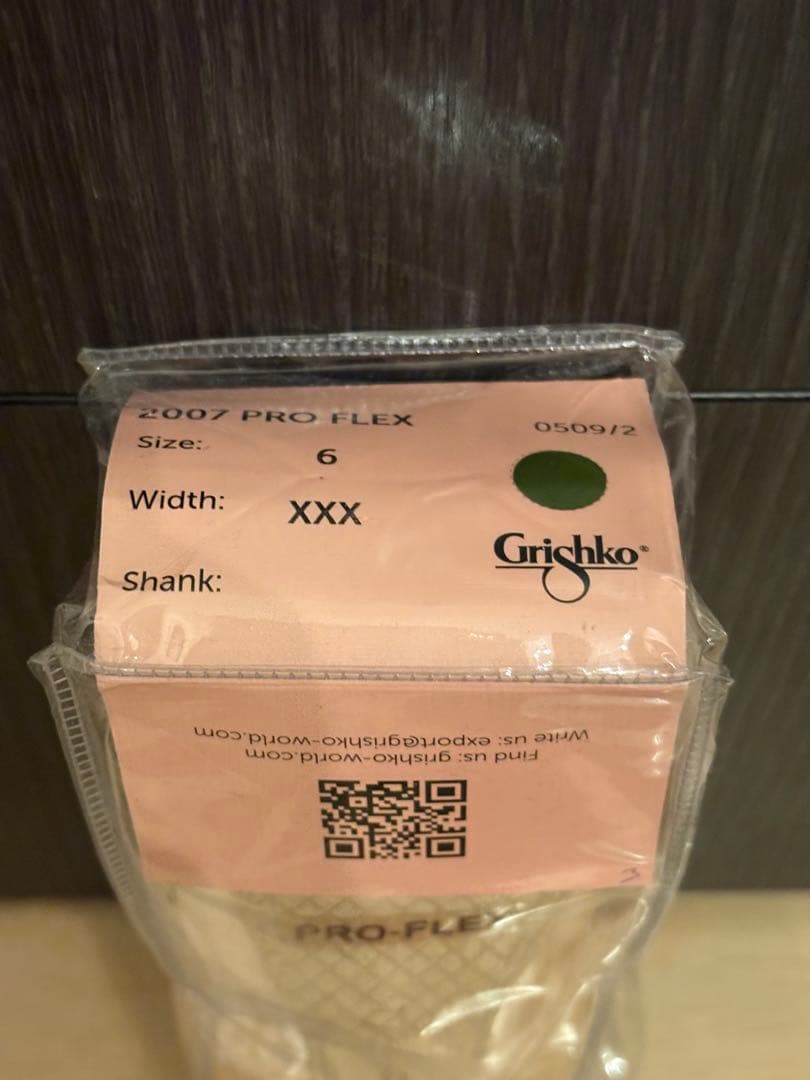 2007 PRO FLEX
0509/2
Size: 6
Width: XXX
Grishko®
Shank:
Write us: export@grishko-world.com
Find us: grishko-world.com
PRO-FLEX